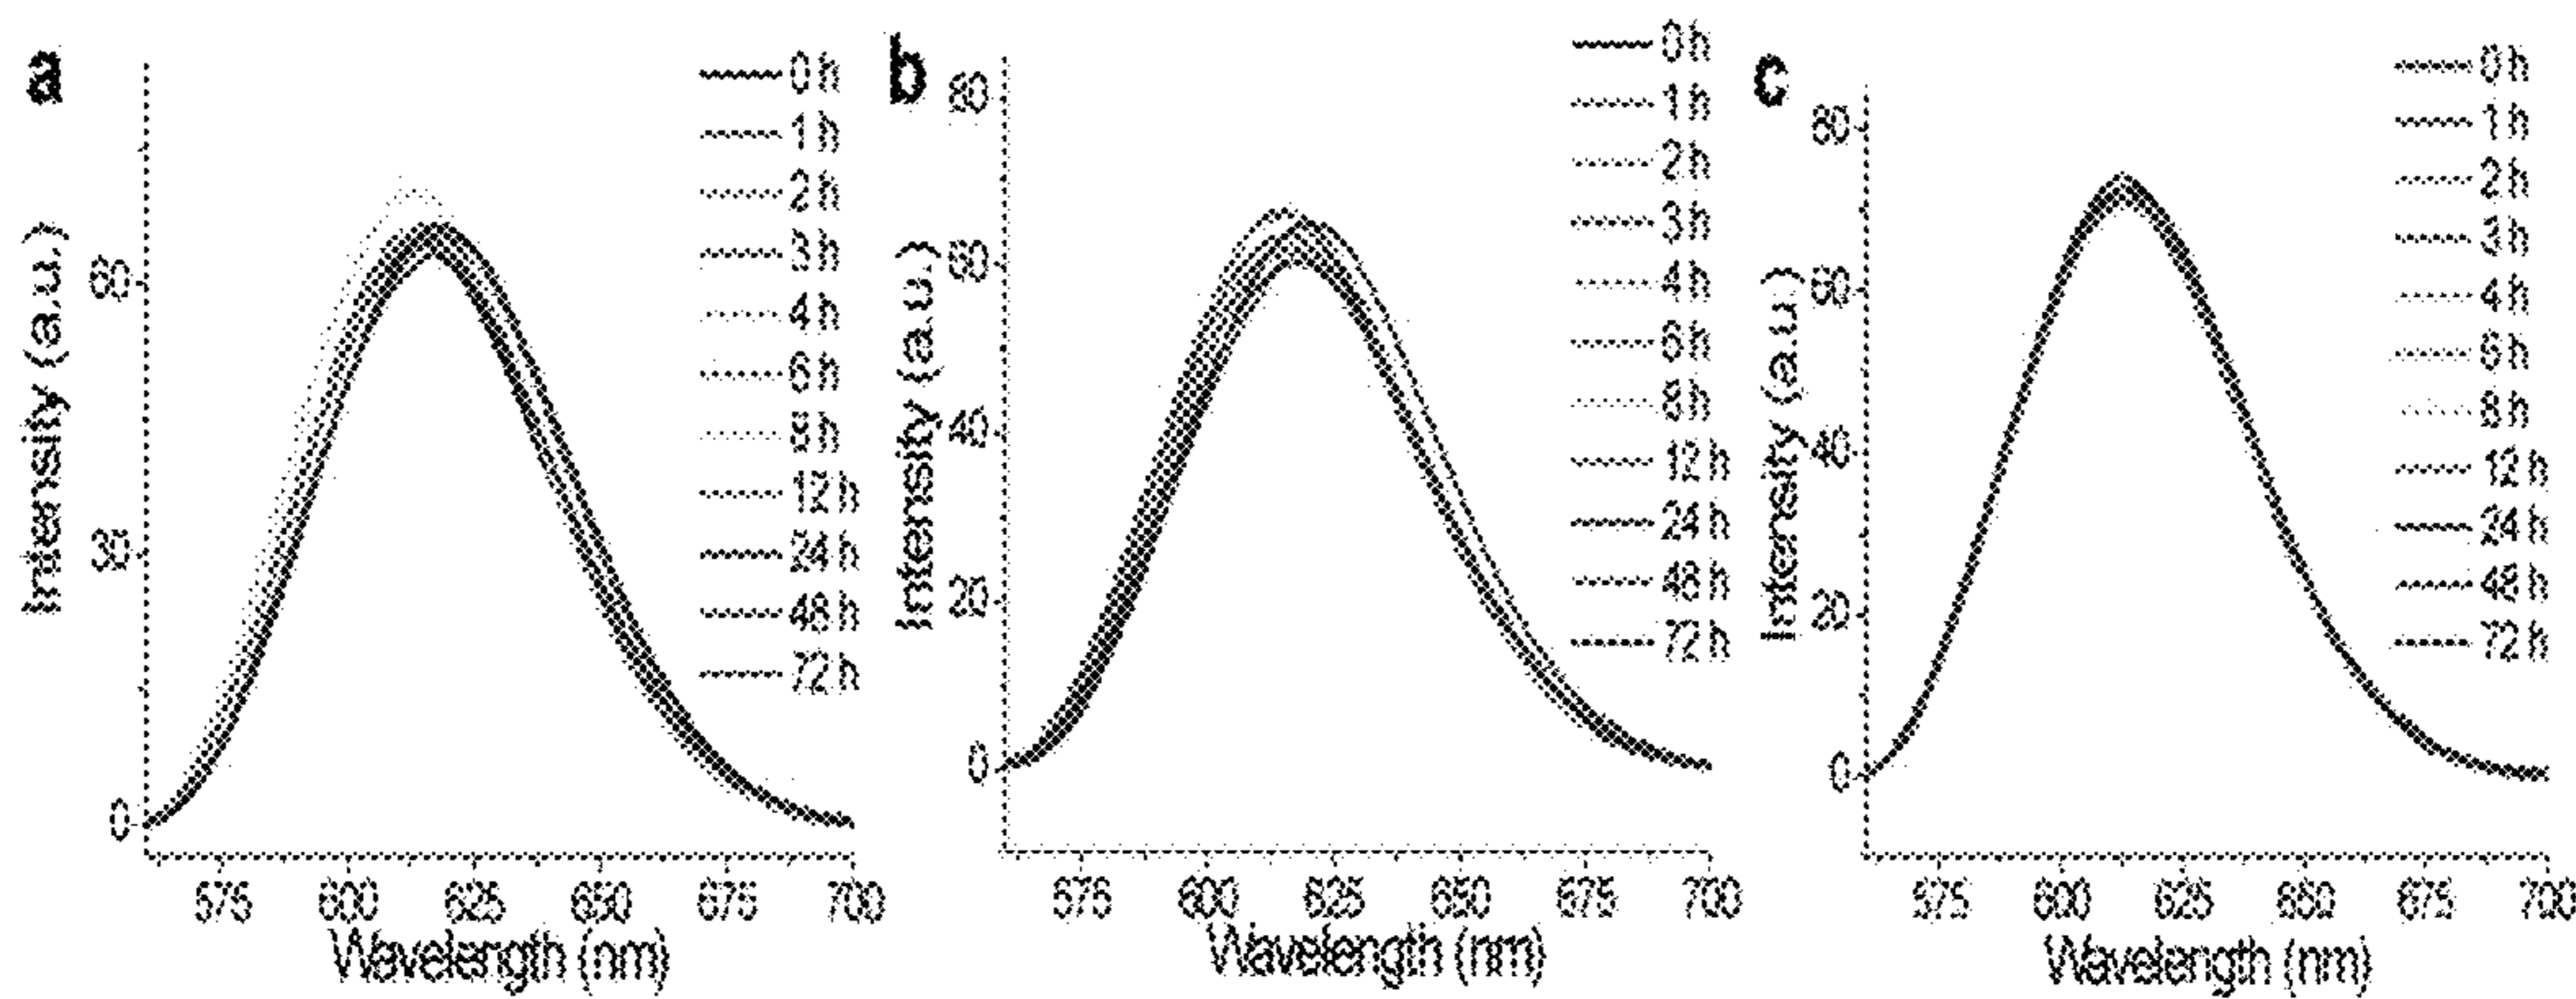 a
0 h
1 h
2 h
3 h
4 h
6 h
8 h
12 h
24 h
48 h
72 h
60
30
0
Intensity (a.u.)
575 600 625 650 675 700
Wavelength (nm)
b
0 h
1 h
2 h
3 h
4 h
6 h
8 h
12 h
24 h
48 h
72 h
80
60
40
20
0
Intensity (a.u.)
575 600 625 650 675 700
Wavelength (nm)
c
0 h
1 h
2 h
3 h
4 h
6 h
8 h
12 h
24 h
48 h
72 h
80
60
40
20
0
Intensity (a.u)
575 600 625 650 675 700
Wavelength (nm)